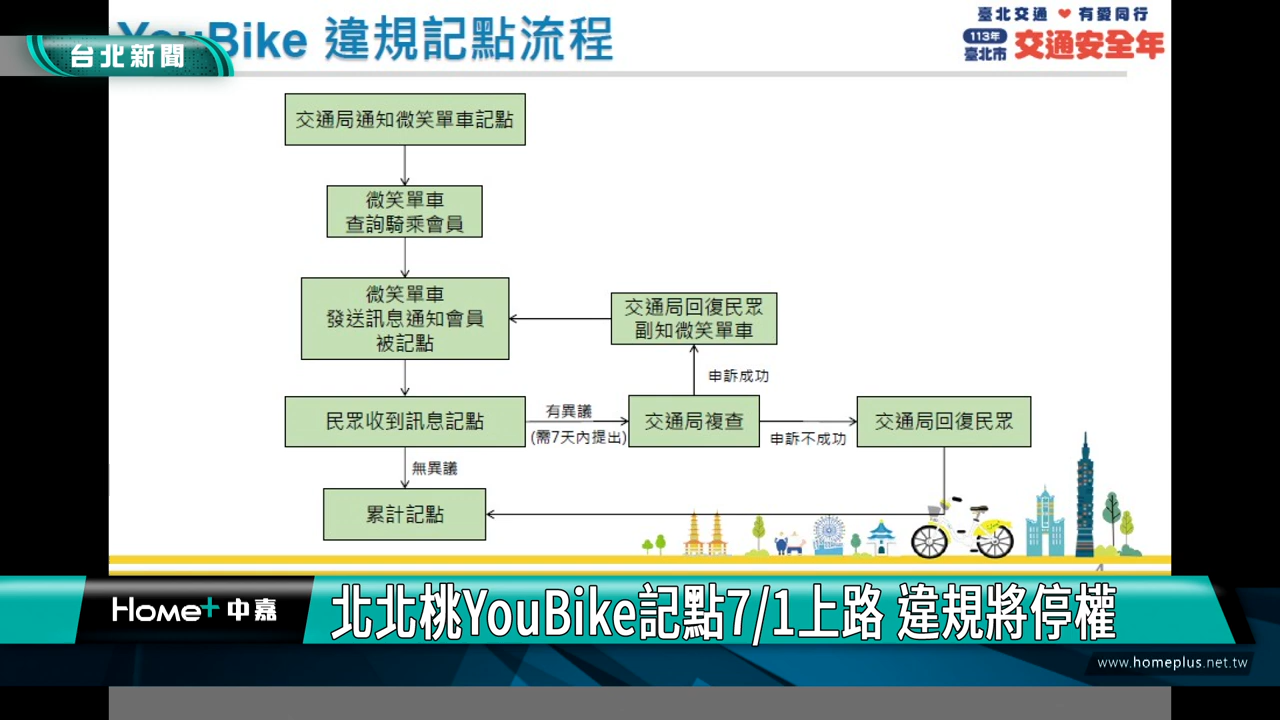 YouBike 違規記點流程
臺北交通 ❤ 有愛同行
113年
臺北市
交通安全年
台北新聞
交通局通知微笑單車記點
微笑單車
查詢騎乘會員
微笑單車
發送訊息通知會員
被記點
交通局回復民眾
副知微笑單車
申訴成功
民眾收到訊息記點
有異議
(需7天內提出)
交通局複查
申訴不成功
交通局回復民眾
無異議
累計記點
Home+中嘉
北北桃YouBike記點7/1上路 違規將停權
www.homeplus.net.tw